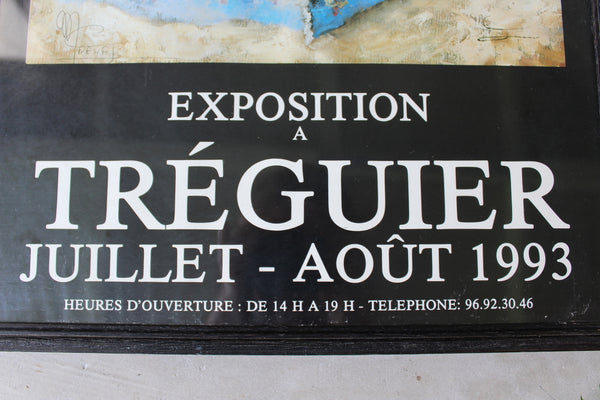 EXPOSITION
A
TRÉGUIER
JUILLET - AOÛT 1993
HEURES D'OUVERTURE : DE 14 H A 19 H - TELEPHONE: 96.92.30.46